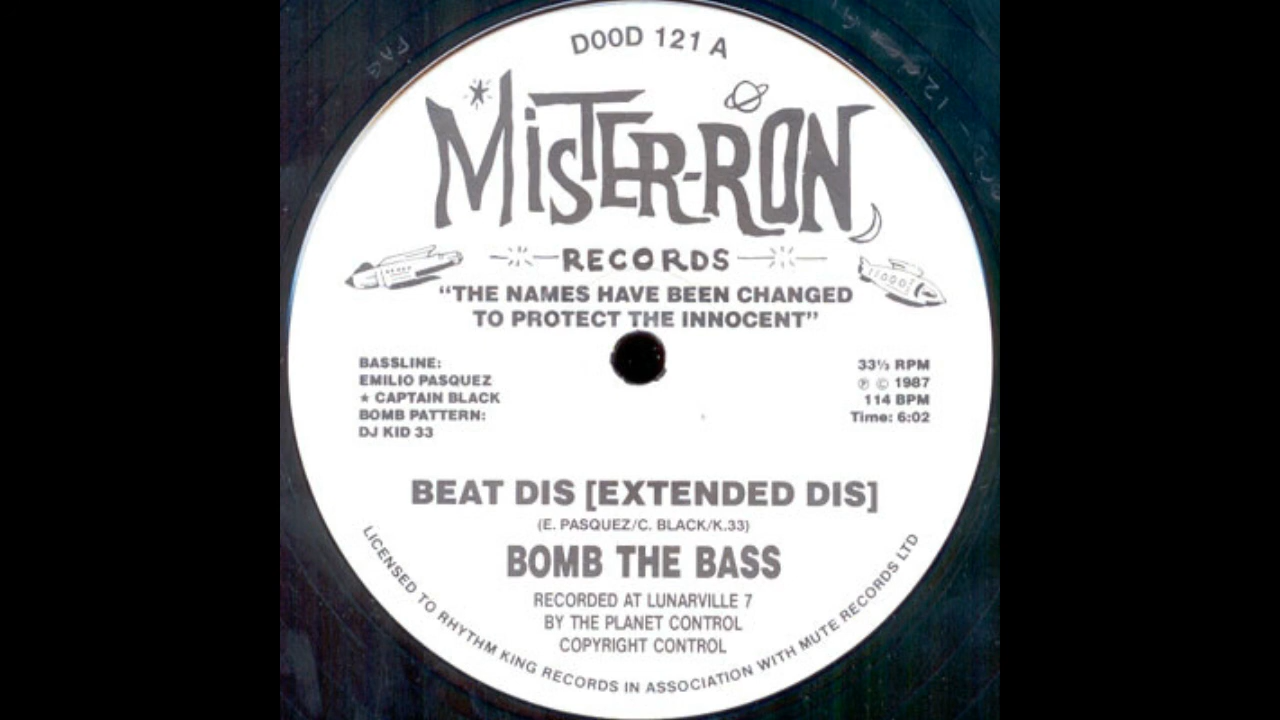 D00D 121 A
MiSTER-RON
RECORDS
“THE NAMES HAVE BEEN CHANGED
TO PROTECT THE INNOCENT”
BASSLINE:
EMILIO PASQUEZ
★ CAPTAIN BLACK
BOMB PATTERN:
DJ KID 33
33⅓ RPM
℗ © 1987
114 BPM
Time: 6:02
BEAT DIS [EXTENDED DIS]
(E. PASQUEZ/C. BLACK/K.33)
BOMB THE BASS
RECORDED AT LUNARVILLE 7
BY THE PLANET CONTROL
COPYRIGHT CONTROL
LICENSED TO RHYTHM KING RECORDS IN ASSOCIATION WITH MUTE RECORDS LTD